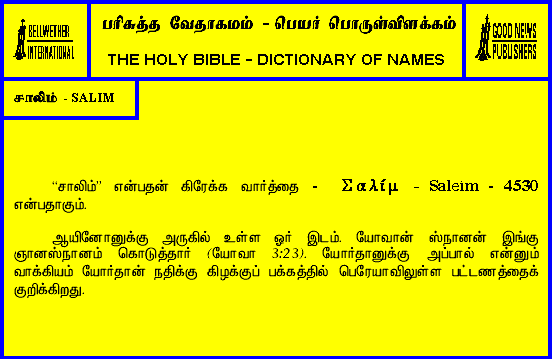 BELLWETHER
INTERNATIONAL
பரிசுத்த வேதாகமம் - பெயர் பொருள்விளக்கம்
THE HOLY BIBLE - DICTIONARY OF NAMES
GOOD NEWS
PUBLISHERS
சாலிம் - SALIM
“சாலிம்” என்பதன் கிரேக்க வார்த்தை - Σαλίμ - Saleim - 4530
என்பதாகும்.
ஆயினோனுக்கு அருகில் உள்ள ஓர் இடம். யோவான் ஸ்நானன் இங்கு
ஞானஸ்நானம் கொடுத்தார் (யோவா 3:23). யோர்தானுக்கு அப்பால் என்னும்
வாக்கியம் யோர்தான் நதிக்கு கிழக்குப் பக்கத்தில் பெரேயாவிலுள்ள பட்டணத்தைக்
குறிக்கிறது.